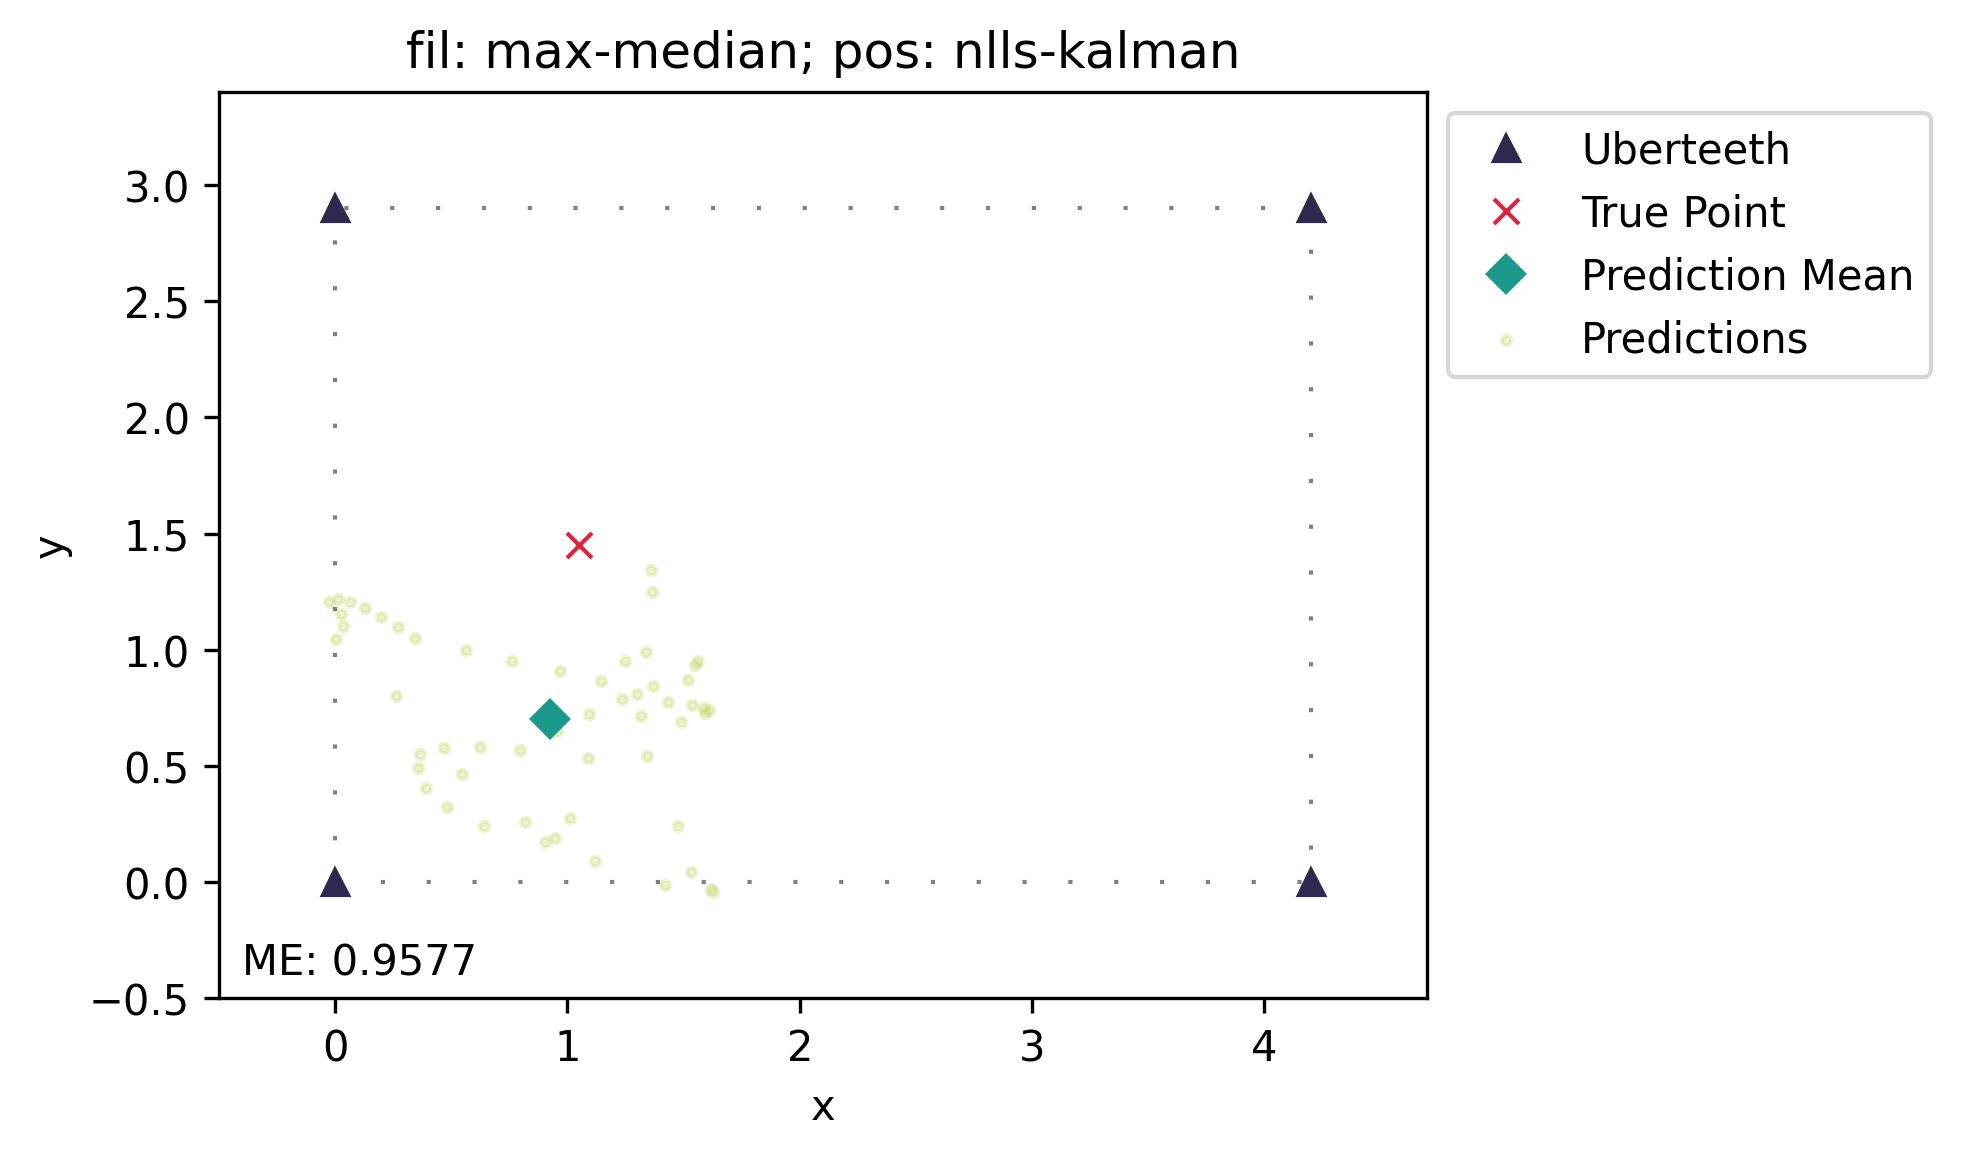 fil: max-median; pos: nlls-kalman
Uberteeth
True Point
Prediction Mean
Predictions
y
3.0
2.5
2.0
1.5
1.0
0.5
0.0
−0.5
ME: 0.9577
0 1 2 3 4
x